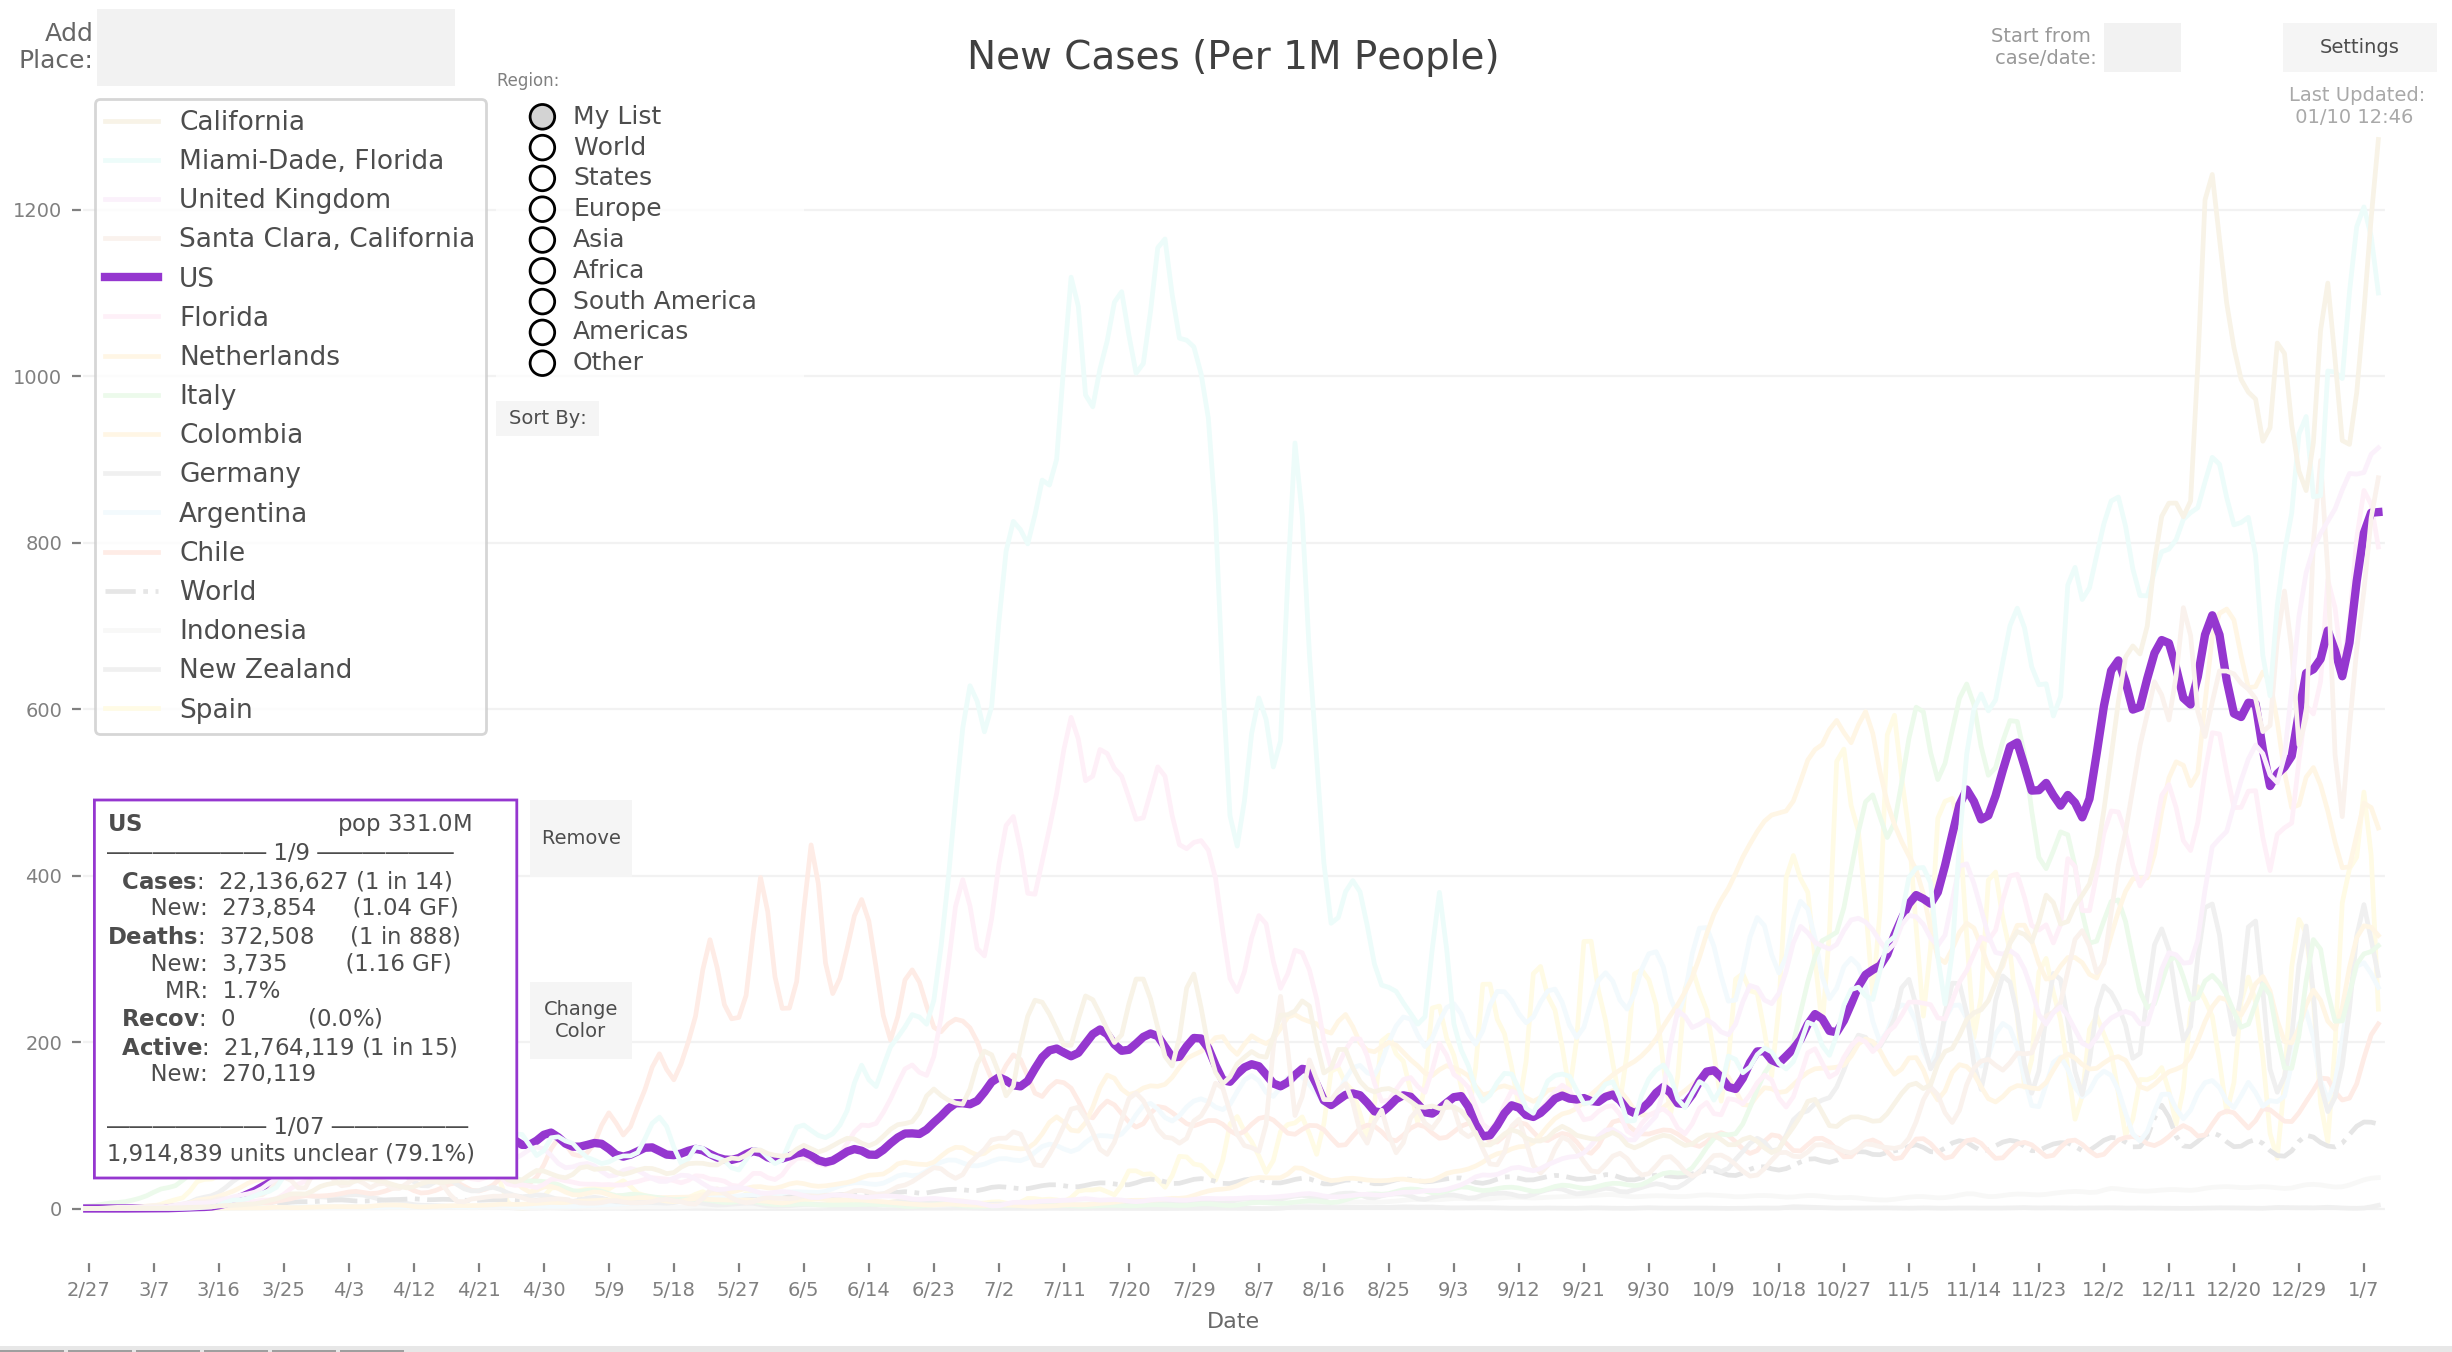 Add
Place:
New Cases (Per 1M People)
Start from
case/date:
Settings
Last Updated:
01/10 12:46
Region:
My List
World
States
Europe
Asia
Africa
South America
Americas
Other
Sort By:
California
Miami-Dade, Florida
United Kingdom
Santa Clara, California
US
Florida
Netherlands
Italy
Colombia
Germany
Argentina
Chile
World
Indonesia
New Zealand
Spain
1200
1000
800
600
400
200
0
US pop 331.0M
——————— 1/9 ——————
Cases: 22,136,627 (1 in 14)
New: 273,854 (1.04 GF)
Deaths: 372,508 (1 in 888)
New: 3,735 (1.16 GF)
MR: 1.7%
Recov: 0 (0.0%)
Active: 21,764,119 (1 in 15)
New: 270,119
——————— 1/07 ——————
1,914,839 units unclear (79.1%)
Remove
Change
Color
2/27 3/7 3/16 3/25 4/3 4/12 4/21 4/30 5/9 5/18 5/27 6/5 6/14 6/23 7/2 7/11 7/20 7/29 8/7 8/16 8/25 9/3 9/12 9/21 9/30 10/9 10/18 10/27 11/5 11/14 11/23 12/2 12/11 12/20 12/29 1/7
Date